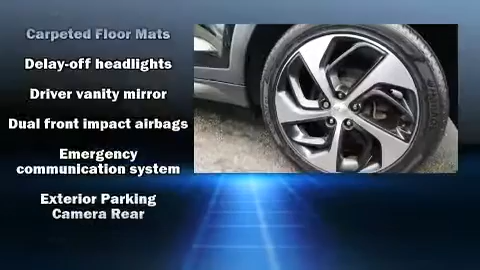 Carpeted Floor Mats
Delay-off headlights
Driver vanity mirror
Dual front impact airbags
Emergency
communication system
Exterior Parking
Camera Rear